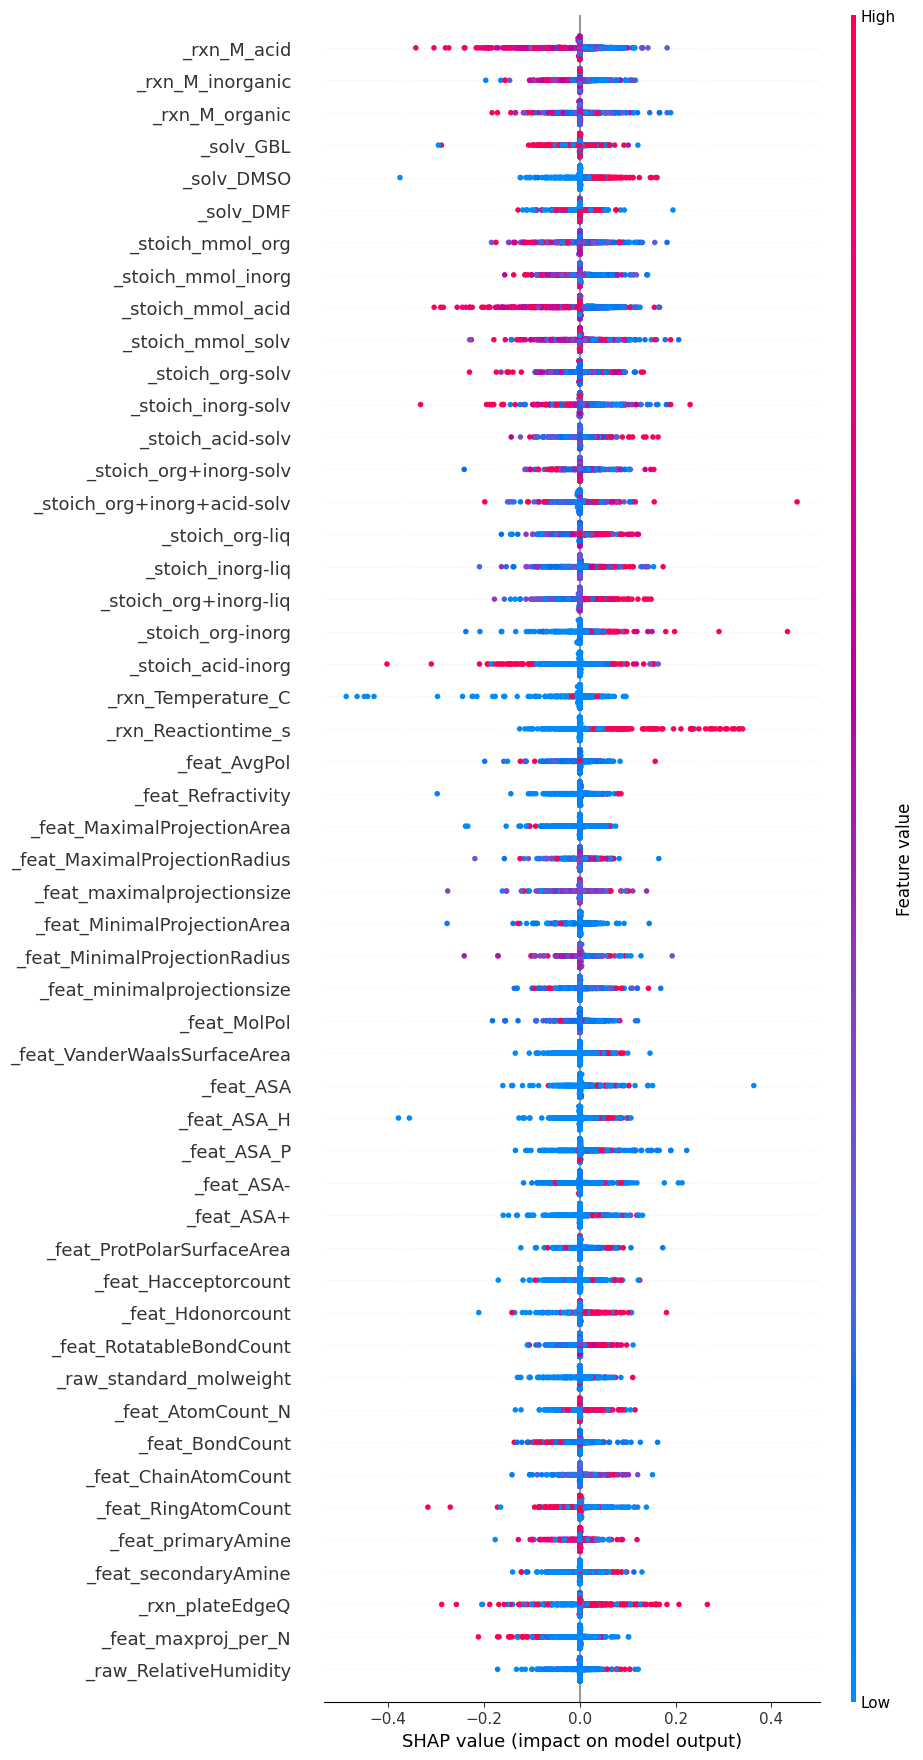 High
_rxn_M_acid
_rxn_M_inorganic
_rxn_M_organic
_solv_GBL
_solv_DMSO
_solv_DMF
_stoich_mmol_org
_stoich_mmol_inorg
_stoich_mmol_acid
_stoich_mmol_solv
_stoich_org-solv
_stoich_inorg-solv
_stoich_acid-solv
_stoich_org+inorg-solv
_stoich_org+inorg+acid-solv
_stoich_org-liq
_stoich_inorg-liq
_stoich_org+inorg-liq
_stoich_org-inorg
_stoich_acid-inorg
_rxn_Temperature_C
_rxn_Reactiontime_s
_feat_AvgPol
_feat_Refractivity
_feat_MaximalProjectionArea
_feat_MaximalProjectionRadius
_feat_maximalprojectionsize
_feat_MinimalProjectionArea
_feat_MinimalProjectionRadius
_feat_minimalprojectionsize
_feat_MolPol
_feat_VanderWaalsSurfaceArea
_feat_ASA
_feat_ASA_H
_feat_ASA_P
_feat_ASA-
_feat_ASA+
_feat_ProtPolarSurfaceArea
_feat_Hacceptorcount
_feat_Hdonorcount
_feat_RotatableBondCount
_raw_standard_molweight
_feat_AtomCount_N
_feat_BondCount
_feat_ChainAtomCount
_feat_RingAtomCount
_feat_primaryAmine
_feat_secondaryAmine
_rxn_plateEdgeQ
_feat_maxproj_per_N
_raw_RelativeHumidity
Feature value
Low
−0.4 −0.2 0.0 0.2 0.4
SHAP value (impact on model output)